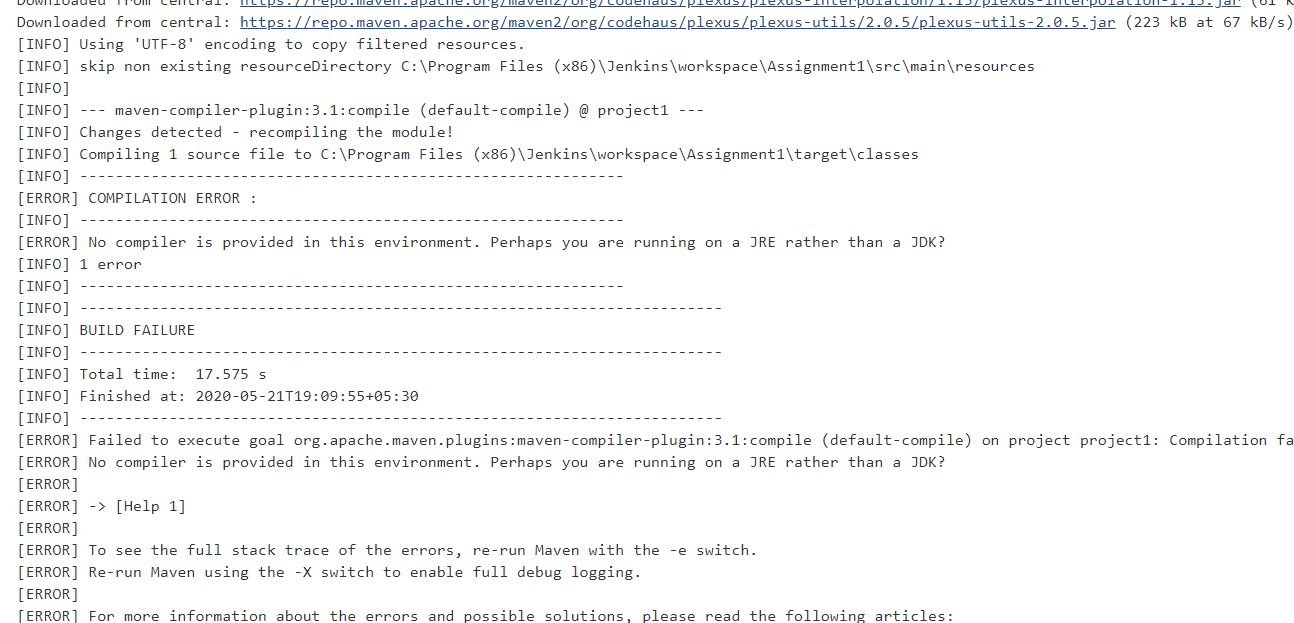 Downloaded from central: https://repo.maven.apache.org/maven2/org/codehaus/plexus/plexus-interpolation/1.15/plexus-interpolation-1.15.jar (61 k
Downloaded from central: https://repo.maven.apache.org/maven2/org/codehaus/plexus/plexus-utils/2.0.5/plexus-utils-2.0.5.jar (223 kB at 67 kB/s)
[INFO] Using 'UTF-8' encoding to copy filtered resources.
[INFO] skip non existing resourceDirectory C:\Program Files (x86)\Jenkins\workspace\Assignment1\src\main\resources
[INFO]
[INFO] --- maven-compiler-plugin:3.1:compile (default-compile) @ project1 ---
[INFO] Changes detected - recompiling the module!
[INFO] Compiling 1 source file to C:\Program Files (x86)\Jenkins\workspace\Assignment1\target\classes
[INFO] -------------------------------------------------------------
[ERROR] COMPILATION ERROR :
[INFO] -------------------------------------------------------------
[ERROR] No compiler is provided in this environment. Perhaps you are running on a JRE rather than a JDK?
[INFO] 1 error
[INFO] -------------------------------------------------------------
[INFO] ------------------------------------------------------------------------
[INFO] BUILD FAILURE
[INFO] ------------------------------------------------------------------------
[INFO] Total time:  17.575 s
[INFO] Finished at: 2020-05-21T19:09:55+05:30
[INFO] ------------------------------------------------------------------------
[ERROR] Failed to execute goal org.apache.maven.plugins:maven-compiler-plugin:3.1:compile (default-compile) on project project1: Compilation fa
[ERROR] No compiler is provided in this environment. Perhaps you are running on a JRE rather than a JDK?
[ERROR]
[ERROR] -> [Help 1]
[ERROR]
[ERROR] To see the full stack trace of the errors, re-run Maven with the -e switch.
[ERROR] Re-run Maven using the -X switch to enable full debug logging.
[ERROR]
[ERROR] For more information about the errors and possible solutions, please read the following articles: